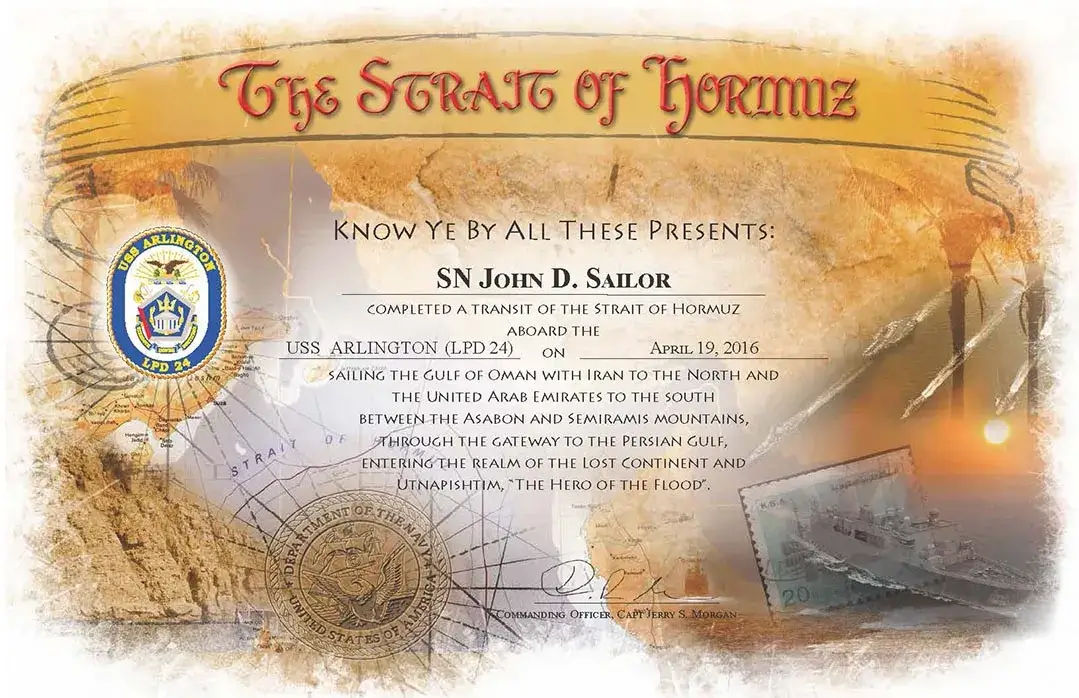 The Strait of Hormuz
Know Ye By All These Presents:
SN John D. Sailor
completed a transit of the Strait of Hormuz
aboard the
USS Arlington (LPD 24) on April 19, 2016
sailing the Gulf of Oman with Iran to the North and
the United Arab Emirates to the south
between the Asabon and Semiramis mountains,
through the gateway to the Persian Gulf,
entering the realm of the Lost Continent and
Utnapishtim, "The Hero of the Flood".
USS ARLINGTON
LPD 24
STRAIT OF
DEPARTMENT OF THE NAVY
UNITED STATES OF AMERICA
20
Commanding Officer, Capt Jerry S. Morgan